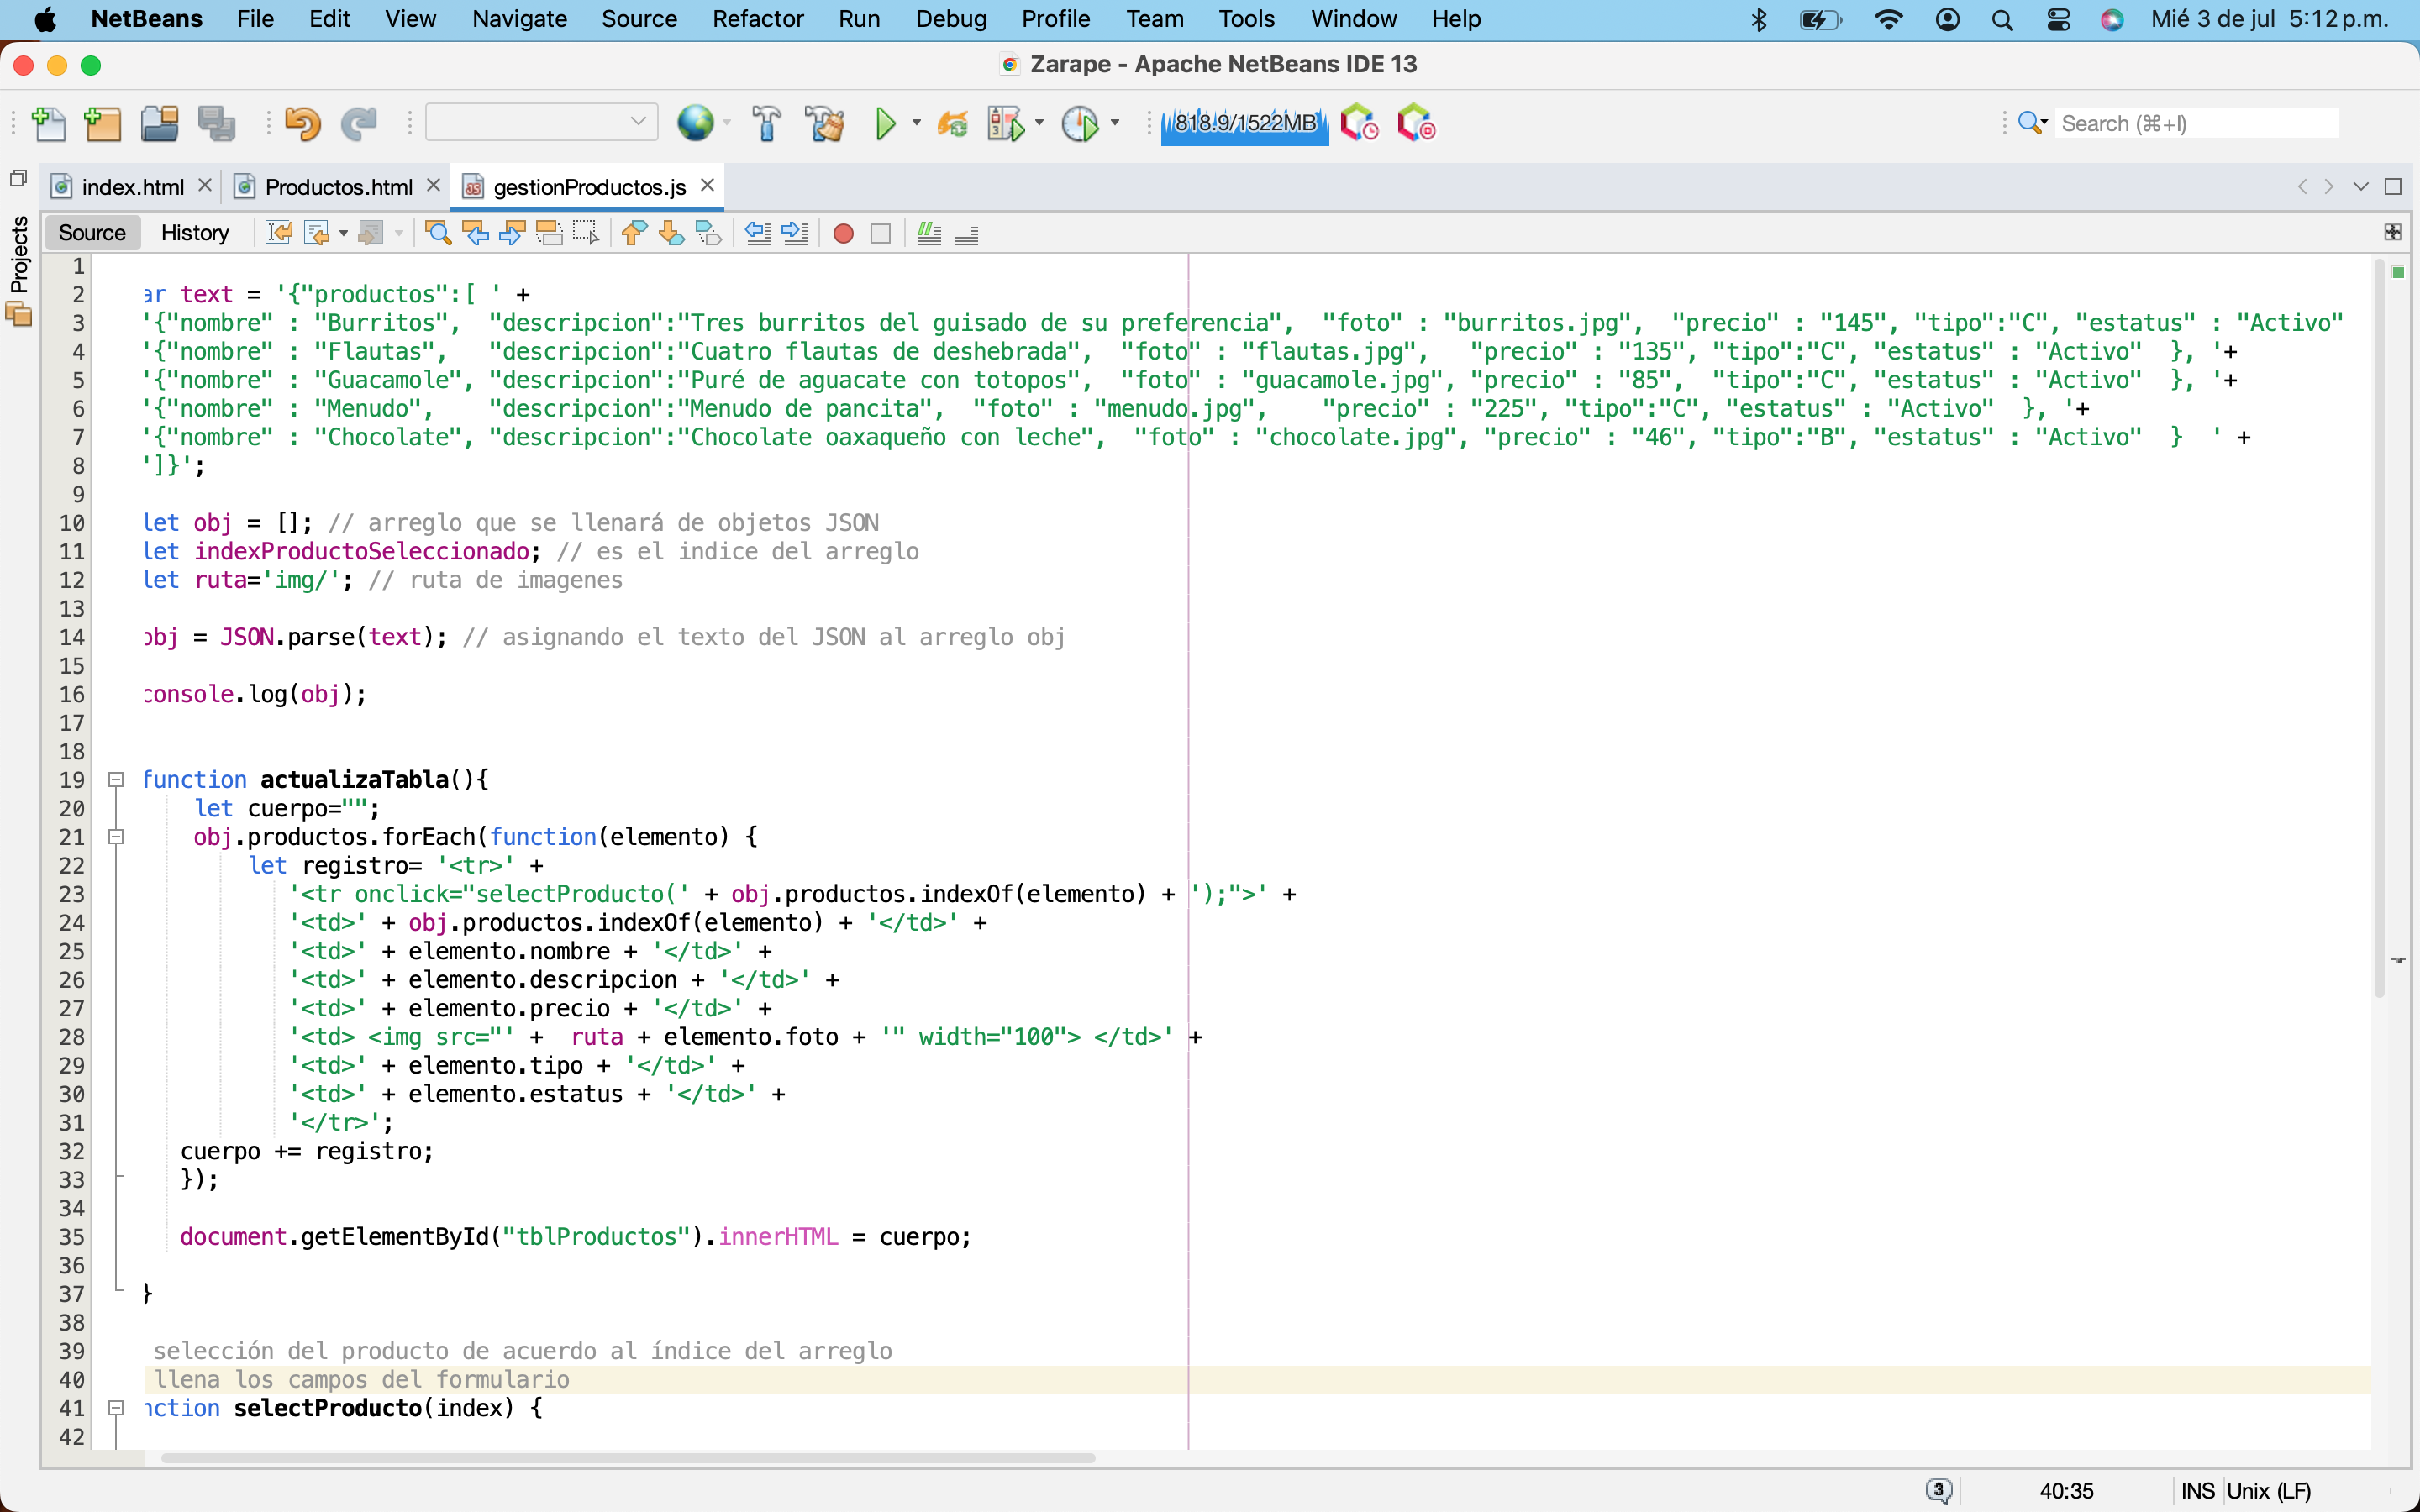 NetBeans File Edit View Navigate Source Refactor Run Debug Profile Team Tools Window Help Mié 3 de jul 5:12 p.m.
Zarape - Apache NetBeans IDE 13
818.9/1522MB Search (⌘+I)
index.html Productos.html gestionProductos.js
Projects
Source History
1
2 ar text = '{"productos":[ ' +
3 '{"nombre" : "Burritos", "descripcion":"Tres burritos del guisado de su preferencia", "foto" : "burritos.jpg", "precio" : "145", "tipo":"C", "estatus" : "Activo"
4 '{"nombre" : "Flautas", "descripcion":"Cuatro flautas de deshebrada", "foto" : "flautas.jpg", "precio" : "135", "tipo":"C", "estatus" : "Activo" }, '+
5 '{"nombre" : "Guacamole", "descripcion":"Puré de aguacate con totopos", "foto" : "guacamole.jpg", "precio" : "85", "tipo":"C", "estatus" : "Activo" }, '+
6 '{"nombre" : "Menudo", "descripcion":"Menudo de pancita", "foto" : "menudo.jpg", "precio" : "225", "tipo":"C", "estatus" : "Activo" }, '+
7 '{"nombre" : "Chocolate", "descripcion":"Chocolate oaxaqueño con leche", "foto" : "chocolate.jpg", "precio" : "46", "tipo":"B", "estatus" : "Activo" } ' +
8 ']}';
9
10 let obj = []; // arreglo que se llenará de objetos JSON
11 let indexProductoSeleccionado; // es el indice del arreglo
12 let ruta='img/'; // ruta de imagenes
13
14 obj = JSON.parse(text); // asignando el texto del JSON al arreglo obj
15
16 console.log(obj);
17
18
19 function actualizaTabla(){
20 let cuerpo="";
21 obj.productos.forEach(function(elemento) {
22 let registro= '<tr>' +
23 '<tr onclick="selectProducto(' + obj.productos.indexOf(elemento) + ');">' +
24 '<td>' + obj.productos.indexOf(elemento) + '</td>' +
25 '<td>' + elemento.nombre + '</td>' +
26 '<td>' + elemento.descripcion + '</td>' +
27 '<td>' + elemento.precio + '</td>' +
28 '<td> <img src="' + ruta + elemento.foto + '" width="100"> </td>' +
29 '<td>' + elemento.tipo + '</td>' +
30 '<td>' + elemento.estatus + '</td>' +
31 '</tr>';
32 cuerpo += registro;
33 });
34
35 document.getElementById("tblProductos").innerHTML = cuerpo;
36
37 }
38
39 selección del producto de acuerdo al índice del arreglo
40 llena los campos del formulario
41 nction selectProducto(index) {
42
3 40:35 INS Unix (LF)